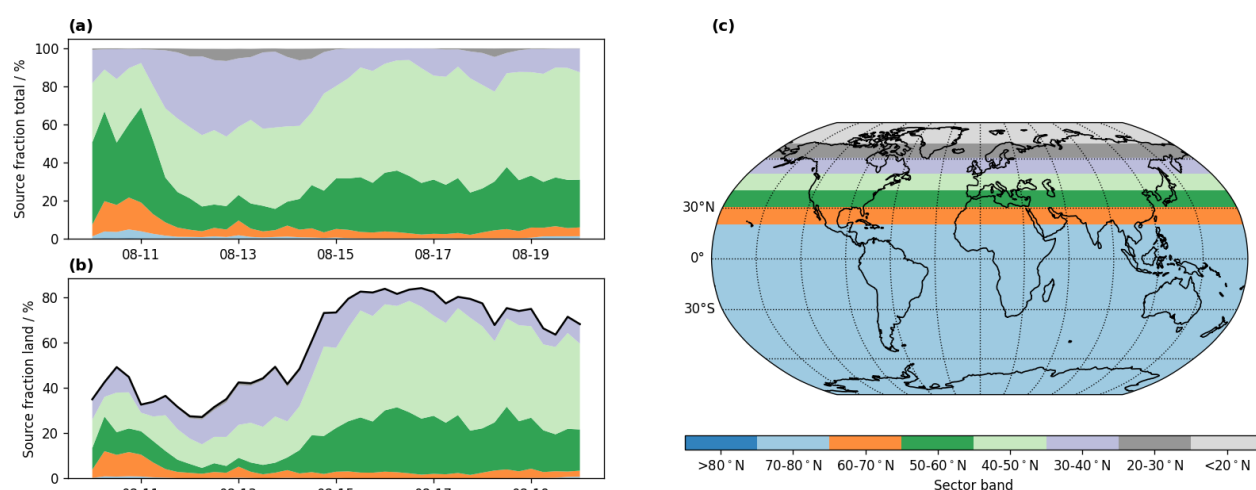 (a)
100
80
60
40
20
0
Source fraction total / %
08-11 08-13 08-15 08-17 08-19
(b)
80
60
40
20
0
Source fraction land / %
(c)
30°N
0°
30°S
>80°N 70-80°N 60-70°N 50-60°N 40-50°N 30-40°N 20-30°N <20°N
Sector band